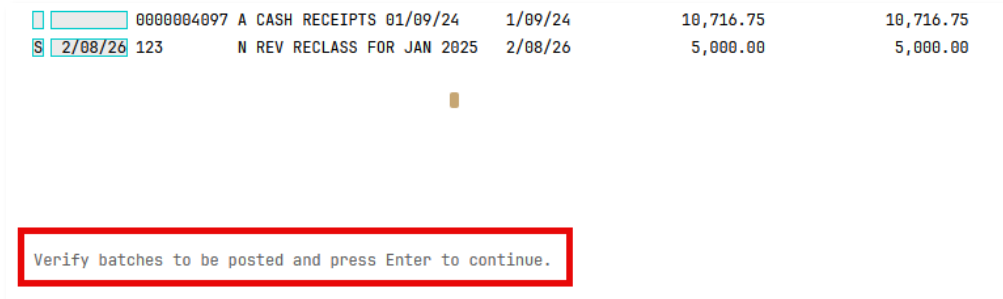 0000004097 A CASH RECEIPTS 01/09/24 1/09/24 10,716.75 10,716.75
S 2/08/26 123 N REV RECLASS FOR JAN 2025 2/08/26 5,000.00 5,000.00
Verify batches to be posted and press Enter to continue.